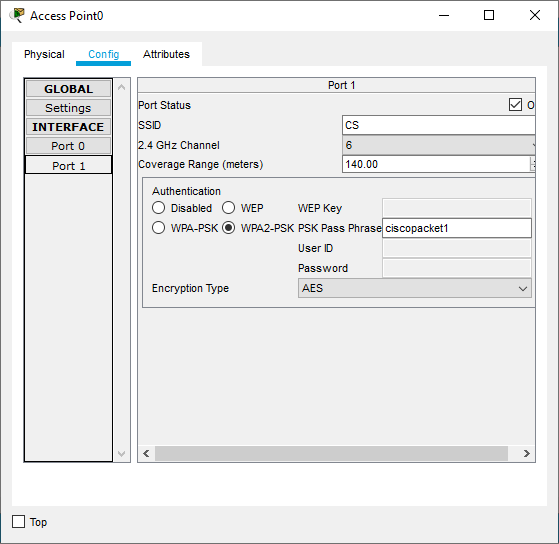 Access Point0
Physical Config Attributes
GLOBAL
Settings
INTERFACE
Port 0
Port 1
Port 1
Port Status O
SSID CS
2.4 GHz Channel 6
Coverage Range (meters) 140.00
Authentication
Disabled WEP WEP Key
WPA-PSK WPA2-PSK PSK Pass Phrase ciscopacket1
User ID
Password
Encryption Type AES
Top